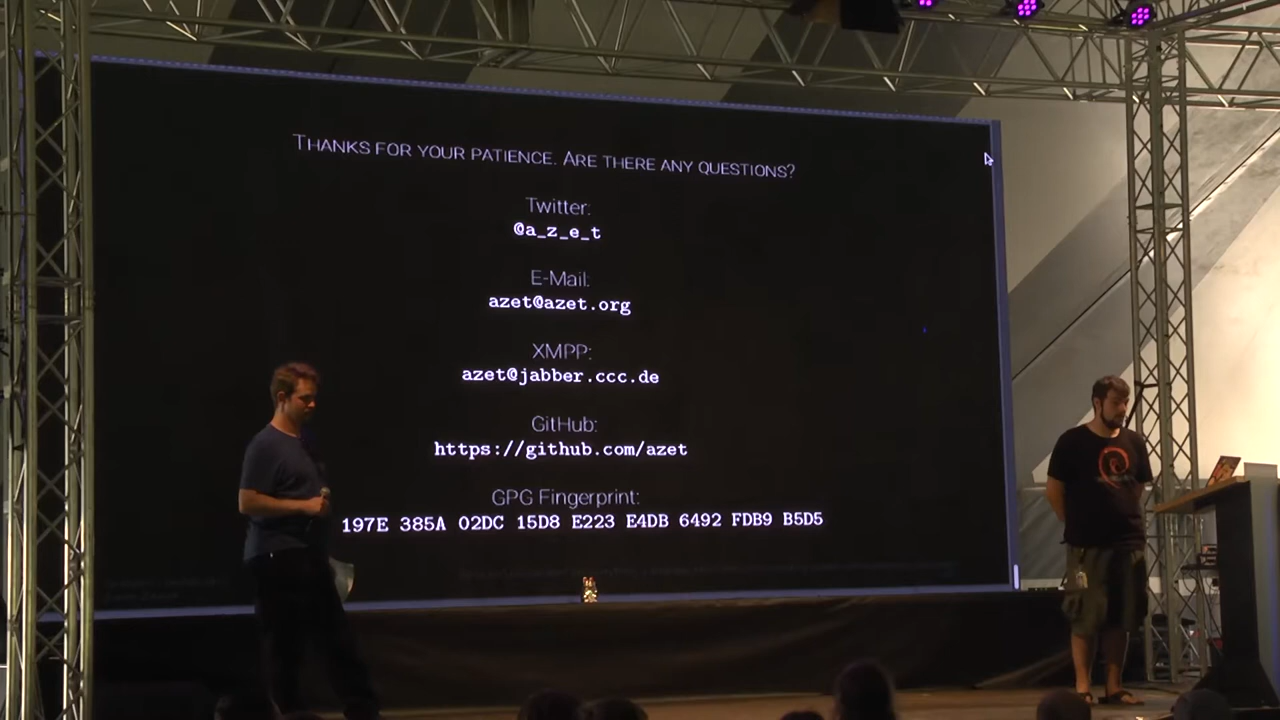 Thanks for your patience. Are there any questions?
Twitter:
@a_z_e_t
E-Mail:
azet@azet.org
XMPP:
azet@jabber.ccc.de
GitHub:
https://github.com/azet
GPG Fingerprint:
197E 385A 02DC 15D8 E223 E4DB 6492 FDB9 B5D5